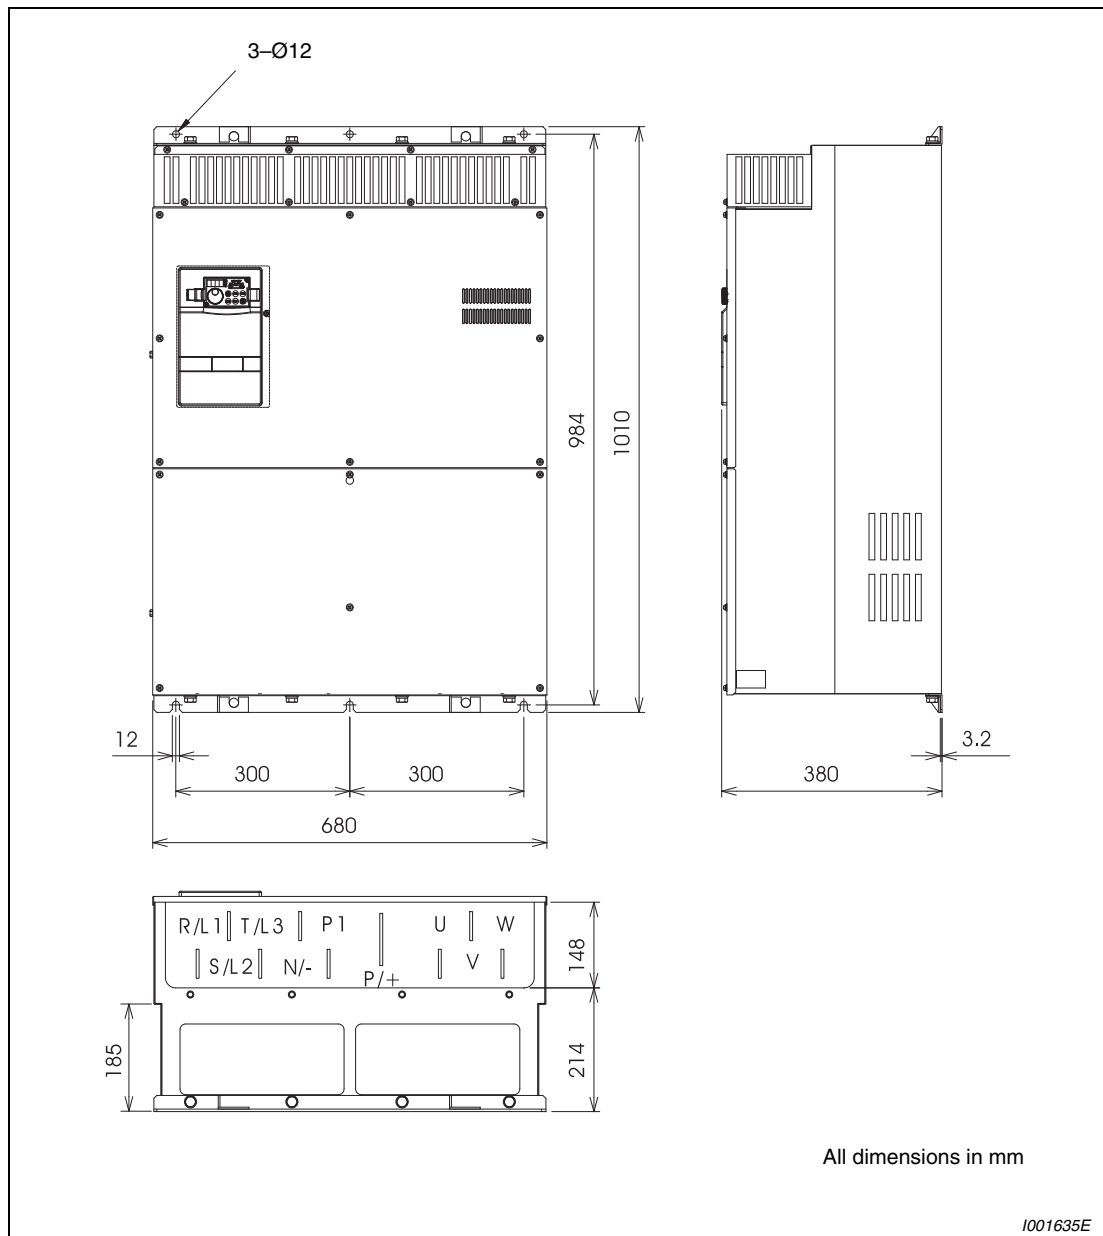 3–Ø12
984
1010
12
300
300
680
380
3.2
R/L1
T/L3
P1
U
W
S/L2
N/-
P/+
V
148
185
214
All dimensions in mm
I001635E